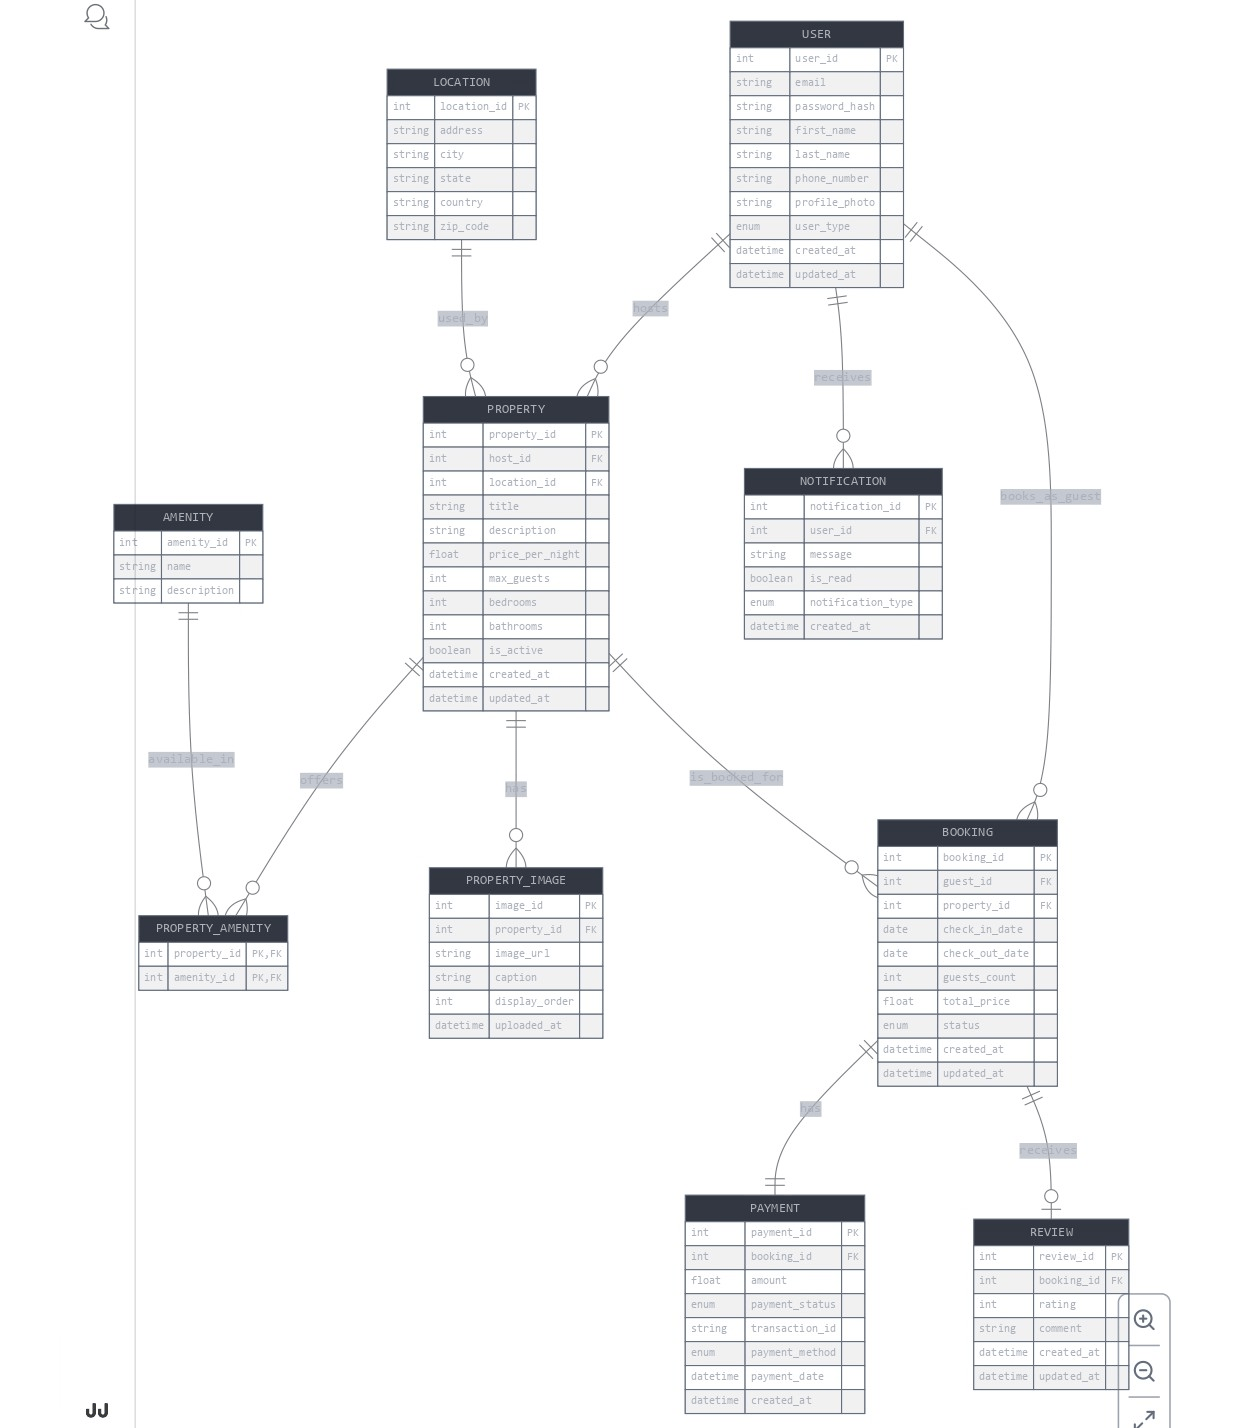 USER
int user_id PK
string email
string password_hash
string first_name
string last_name
string phone_number
string profile_photo
enum user_type
datetime created_at
datetime updated_at
LOCATION
int location_id PK
string address
string city
string state
string country
string zip_code
used_by
hosts
receives
books_as_guest
PROPERTY
int property_id PK
int host_id FK
int location_id FK
string title
string description
float price_per_night
int max_guests
int bedrooms
int bathrooms
boolean is_active
datetime created_at
datetime updated_at
NOTIFICATION
int notification_id PK
int user_id FK
string message
boolean is_read
enum notification_type
datetime created_at
AMENITY
int amenity_id PK
string name
string description
available_in
offers
has
is_booked_for
PROPERTY_AMENITY
int property_id PK,FK
int amenity_id PK,FK
PROPERTY_IMAGE
int image_id PK
int property_id FK
string image_url
string caption
int display_order
datetime uploaded_at
BOOKING
int booking_id PK
int guest_id FK
int property_id FK
date check_in_date
date check_out_date
int guests_count
float total_price
enum status
datetime created_at
datetime updated_at
has
receives
PAYMENT
int payment_id PK
int booking_id FK
float amount
enum payment_status
string transaction_id
enum payment_method
datetime payment_date
datetime created_at
REVIEW
int review_id PK
int booking_id FK
int rating
string comment
datetime created_at
datetime updated_at